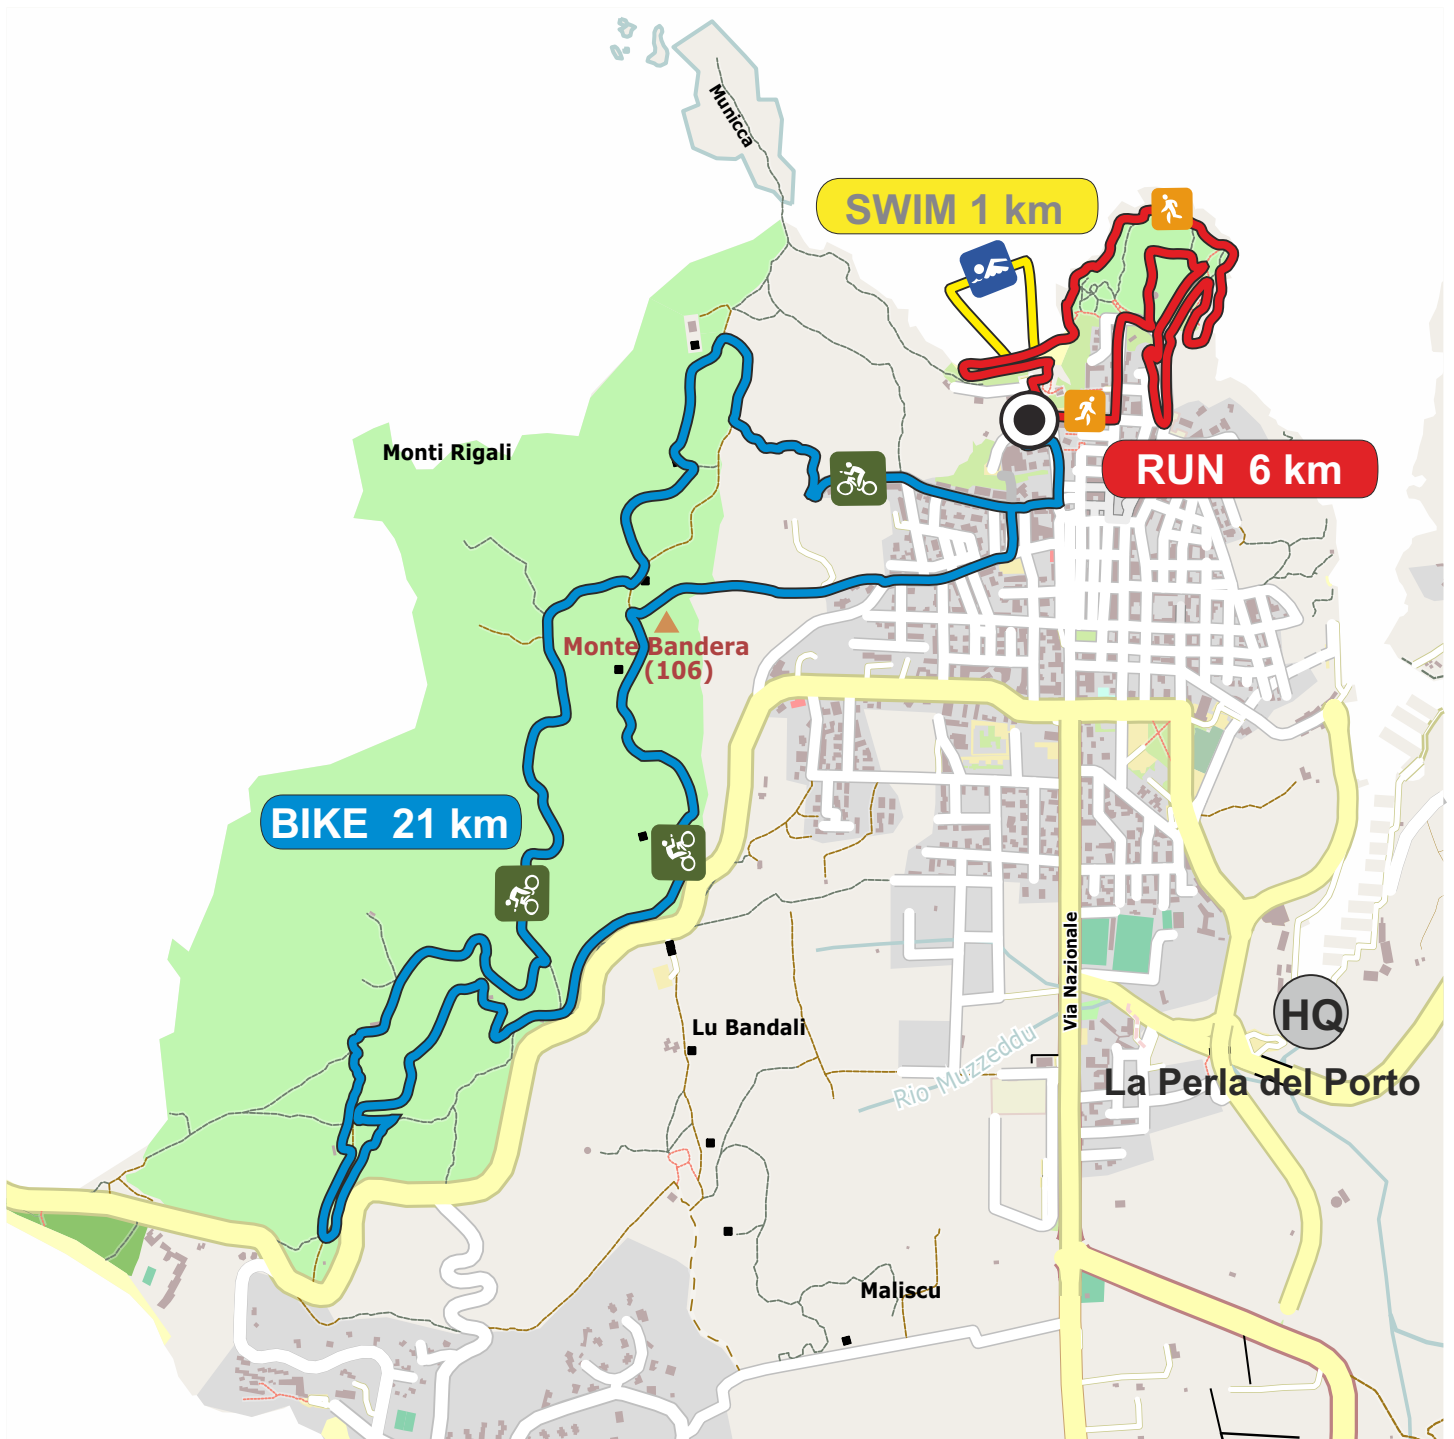 Municca
SWIM 1 km
Monti Rigali
RUN 6 km
Monte Bandera
(106)
BIKE 21 km
Via Nazionale
HQ
Lu Bandali
Rio Muzzeddu
La Perla del Porto
Maliscu